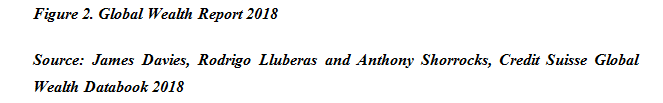 Figure 2. Global Wealth Report 2018
Source: James Davies, Rodrigo Lluberas and Anthony Shorrocks, Credit Suisse Global
Wealth Databook 2018